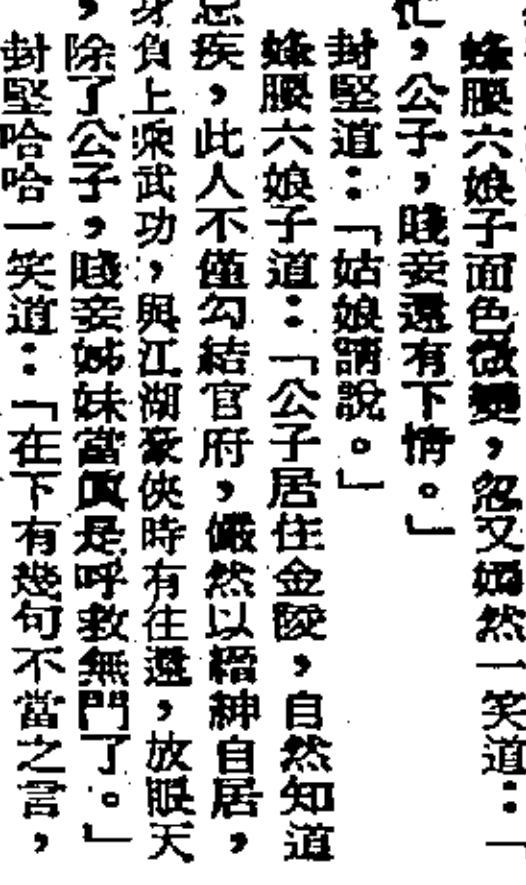 蜂腰六娘子面色微變，忽又嫣然一笑道：「
忙，公子，賤妾還有下情。」
封堅道：「姑娘請說。」
蜂腰六娘子道：「公子居住金陵，自然知道
忌疾，此人不僅勾結官府，儼然以縉紳自居，
身負上乘武功，與江湖豪俠時有往還，放眼天
，除了公子，賤妾姊妹當真是呼救無門了。」
封堅哈哈一笑道：「在下有幾句不當之言，